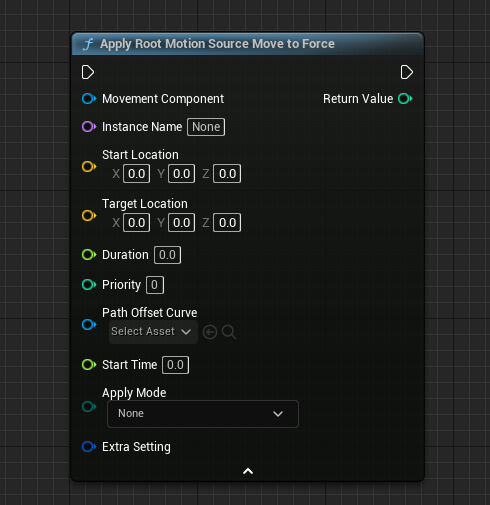 f Apply Root Motion Source Move to Force
Movement Component Return Value
Instance Name None
Start Location
X 0.0 Y 0.0 Z 0.0
Target Location
X 0.0 Y 0.0 Z 0.0
Duration 0.0
Priority 0
Path Offset Curve
Select Asset
Start Time 0.0
Apply Mode
None
Extra Setting